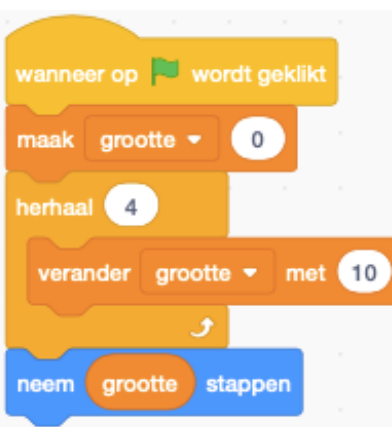 wanneer op wordt geklikt
maak grootte 0
herhaal 4
verander grootte met 10
neem grootte stappen